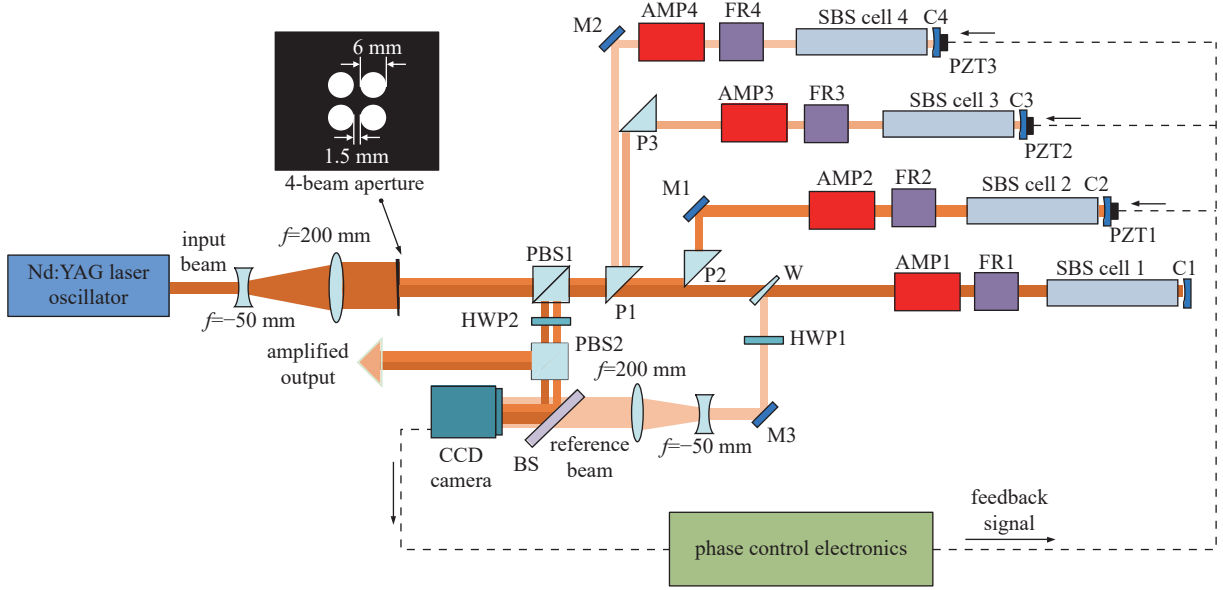 M2
AMP4
FR4
SBS cell 4
C4
PZT3
6 mm
1.5 mm
4-beam aperture
P3
AMP3
FR3
SBS cell 3
C3
PZT2
M1
AMP2
FR2
SBS cell 2
C2
PZT1
Nd:YAG laser
oscillator
input
beam
f=−50 mm
f=200 mm
PBS1
P1
P2
W
AMP1
FR1
SBS cell 1
C1
HWP2
HWP1
PBS2
amplified
output
f=200 mm
f=−50 mm
M3
CCD
camera
BS
reference
beam
phase control electronics
feedback
signal